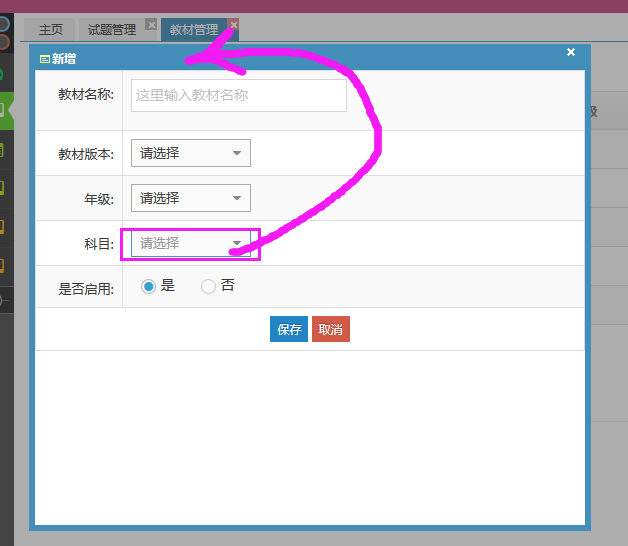 主页 试题管理 教材管理
新增
教材名称: 这里输入教材名称
教材版本: 请选择
年级: 请选择
科目: 请选择
是否启用: 是 否
保存 取消